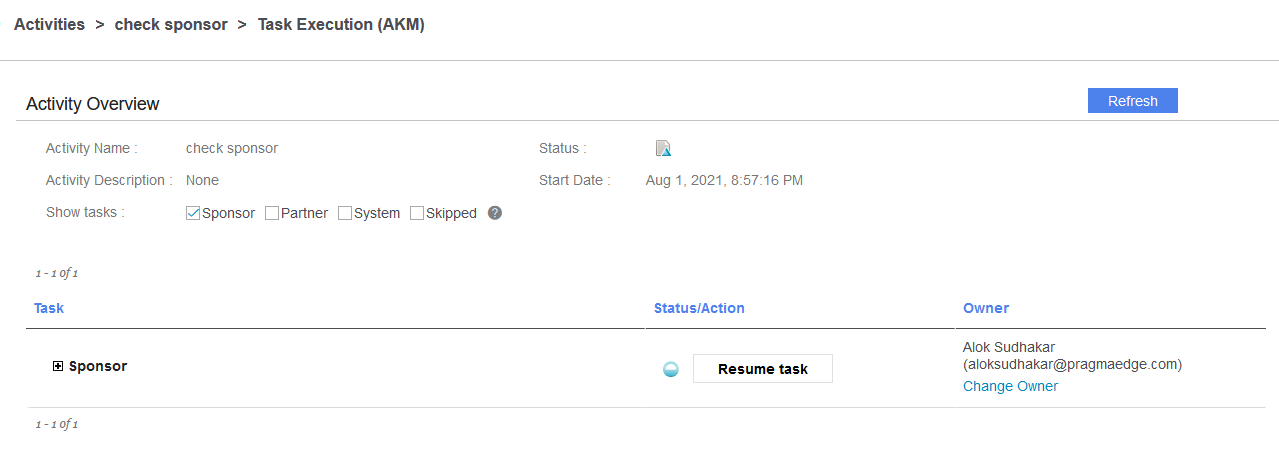 Activities > check sponsor > Task Execution (AKM)
Activity Overview
Refresh
Activity Name : check sponsor Status :
Activity Description : None Start Date : Aug 1, 2021, 8:57:16 PM
Show tasks : Sponsor Partner System Skipped ?
1 - 1 of 1
Task Status/Action Owner
Sponsor Resume task
Alok Sudhakar
(aloksudhakar@pragmaedge.com)
Change Owner
1 - 1 of 1